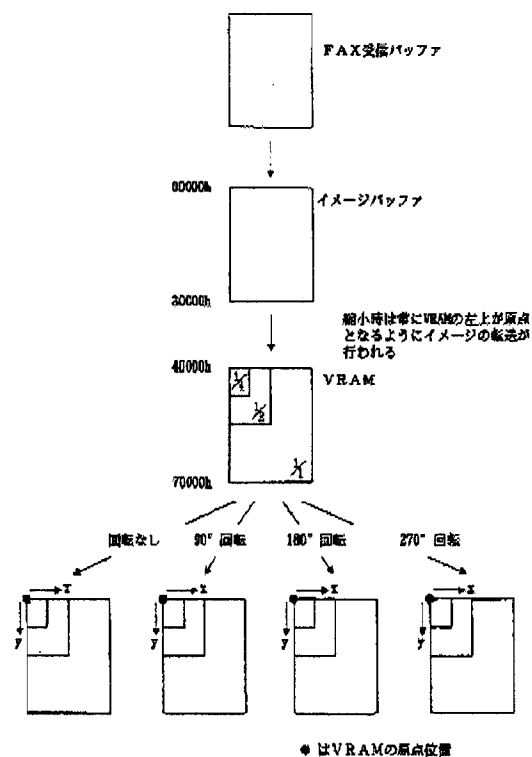 FAX受信バッファ
00000h
イメージバッファ
30000h
縮小時は常にVRAMの左上が原点
となるようにイメージの転送が
行われる
40000h
VRAM
1/4
1/2
1/1
70000h
回転なし
90° 回転
180° 回転
270° 回転
x
x
x
x
y
y
y
y
● はVRAMの原点位置